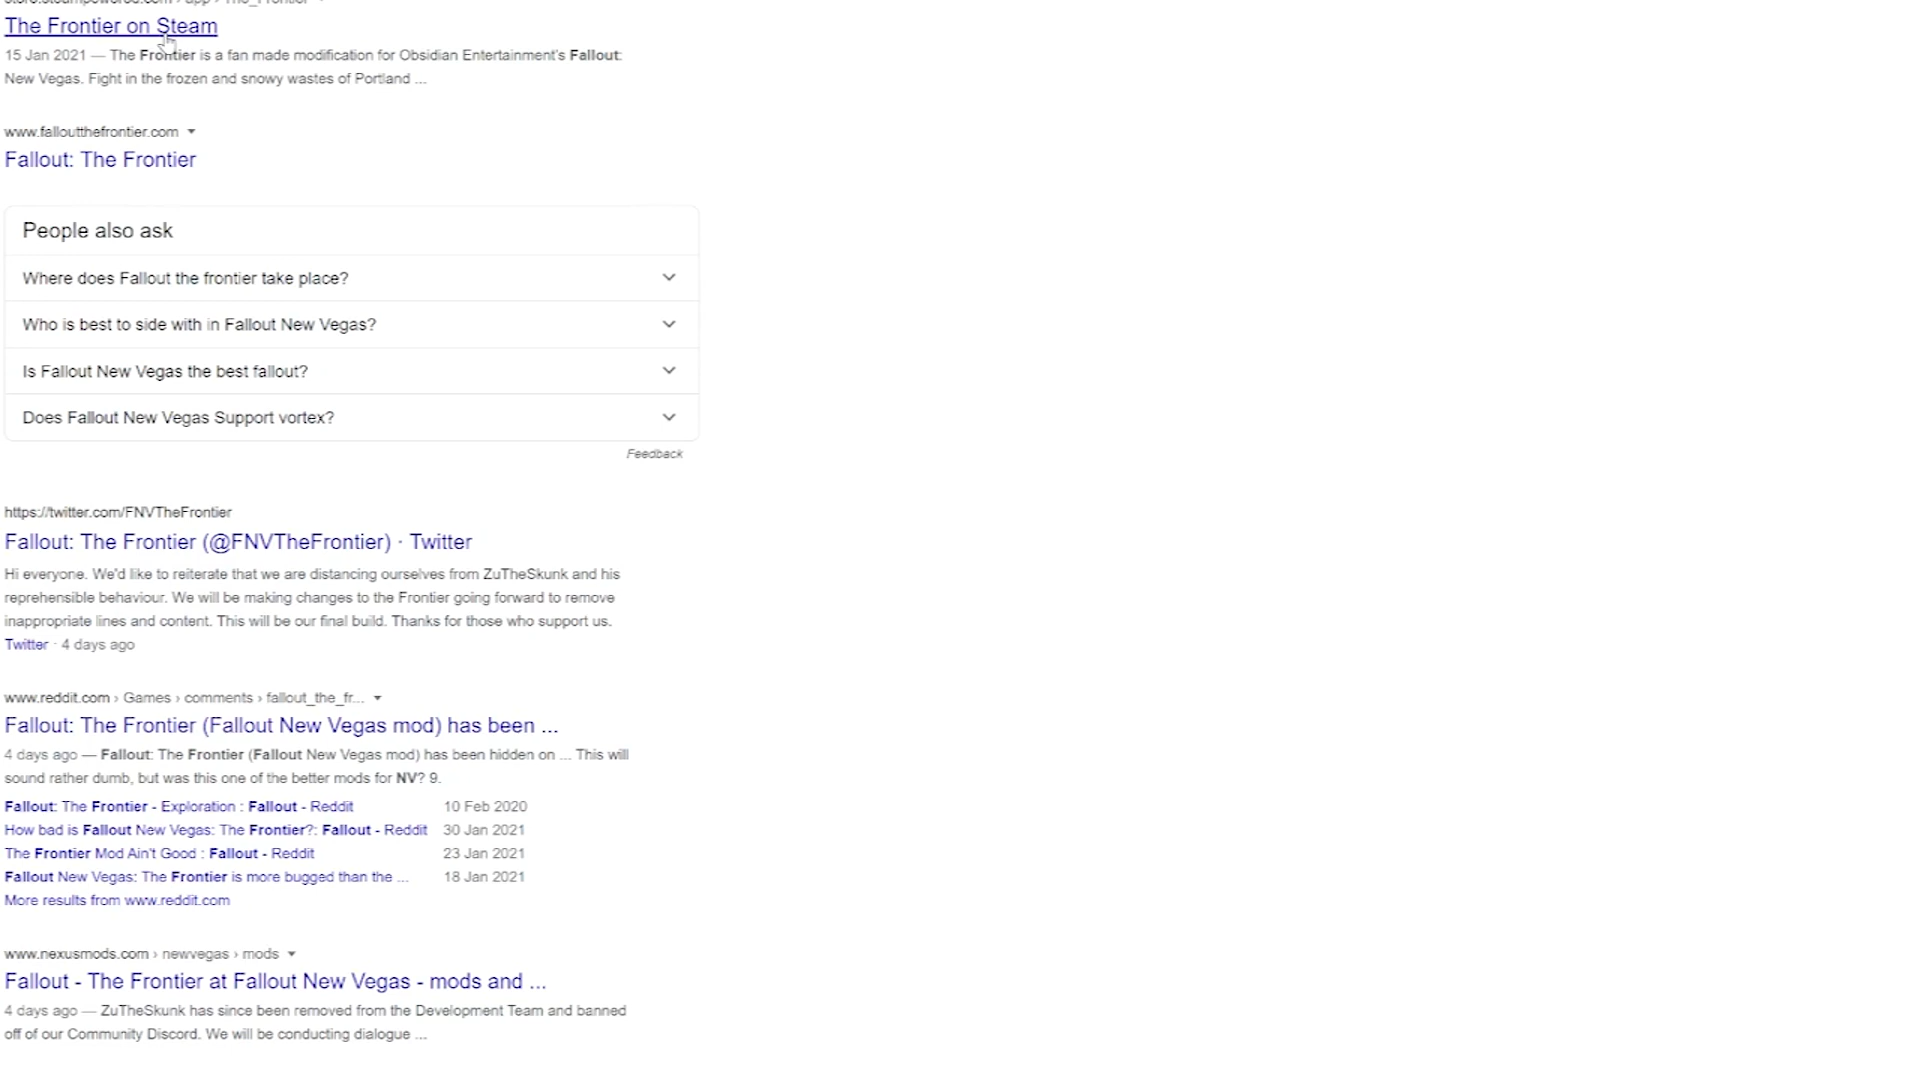 The Frontier on Steam
15 Jan 2021 — The Frontier is a fan made modification for Obsidian Entertainment's Fallout:
New Vegas. Fight in the frozen and snowy wastes of Portland ...
www.falloutthefrontier.com
Fallout: The Frontier
People also ask
Where does Fallout the frontier take place?
Who is best to side with in Fallout New Vegas?
Is Fallout New Vegas the best fallout?
Does Fallout New Vegas Support vortex?
Feedback
https://twitter.com/FNVTheFrontier
Fallout: The Frontier (@FNVTheFrontier) · Twitter
Hi everyone. We'd like to reiterate that we are distancing ourselves from ZuTheSkunk and his
reprehensible behaviour. We will be making changes to the Frontier going forward to remove
inappropriate lines and content. This will be our final build. Thanks for those who support us.
Twitter · 4 days ago
www.reddit.com › Games › comments › fallout_the_fr...
Fallout: The Frontier (Fallout New Vegas mod) has been ...
4 days ago — Fallout: The Frontier (Fallout New Vegas mod) has been hidden on ... This will
sound rather dumb, but was this one of the better mods for NV? 9.
Fallout: The Frontier - Exploration : Fallout - Reddit 10 Feb 2020
How bad is Fallout New Vegas: The Frontier?: Fallout - Reddit 30 Jan 2021
The Frontier Mod Ain't Good : Fallout - Reddit 23 Jan 2021
Fallout New Vegas: The Frontier is more bugged than the ... 18 Jan 2021
More results from www.reddit.com
www.nexusmods.com › newvegas › mods
Fallout - The Frontier at Fallout New Vegas - mods and ...
4 days ago — ZuTheSkunk has since been removed from the Development Team and banned
off of our Community Discord. We will be conducting dialogue ...